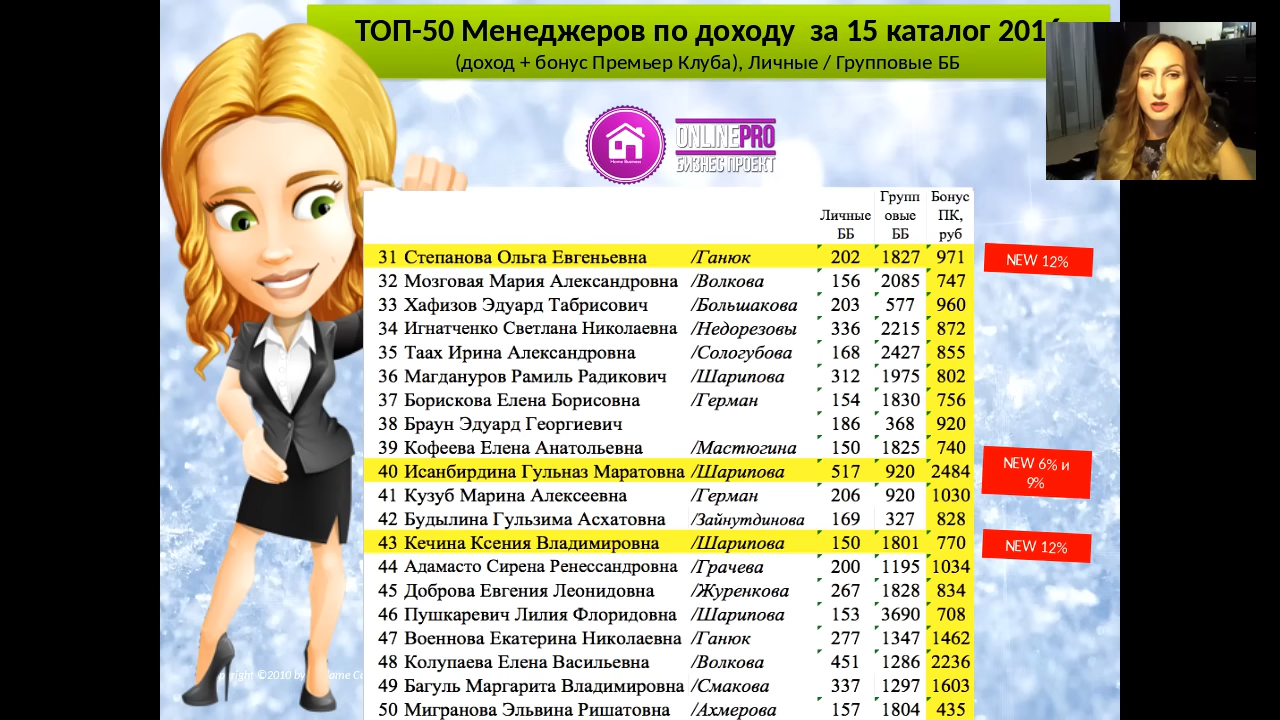 ТОП-50 Менеджеров по доходу за 15 каталог 2016
(доход + бонус Премьер Клуба), Личные / Групповые ББ
Home Business
ONLINEPRO
БИЗНЕС ПРОЕКТ
Личные ББ Групп овые ББ Бонус ПК, руб
31 Степанова Ольга Евгеньевна /Ганюк 202 1827 971 NEW 12%
32 Мозговая Мария Александровна /Волкова 156 2085 747
33 Хафизов Эдуард Табрисович /Большакова 203 577 960
34 Игнатченко Светлана Николаевна /Недорезовы 336 2215 872
35 Таах Ирина Александровна /Сологубова 168 2427 855
36 Магдануров Рамиль Радикович /Шарипова 312 1975 802
37 Борискова Елена Борисовна /Герман 154 1830 756
38 Браун Эдуард Георгиевич 186 368 920
39 Кофеева Елена Анатольевна /Мастюгина 150 1825 740
40 Исанбирдина Гульназ Маратовна /Шарипова 517 920 2484 NEW 6% и 9%
41 Кузуб Марина Алексеевна /Герман 206 920 1030
42 Будылина Гульзима Асхатовна /Зайнутдинова 169 327 828
43 Кечина Ксения Владимировна /Шарипова 150 1801 770 NEW 12%
44 Адамасто Сирена Ренессандровна /Грачева 200 1195 1034
45 Доброва Евгения Леонидовна /Журенкова 267 1828 834
46 Пушкаревич Лилия Флоридовна /Шарипова 153 3690 708
47 Военнова Екатерина Николаевна /Ганюк 277 1347 1462
48 Колупаева Елена Васильевна /Волкова 451 1286 2236
©2010 by
49 Багуль Маргарита Владимировна /Смакова 337 1297 1603
50 Мигранова Эльвина Ришатовна /Ахмерова 157 1804 435